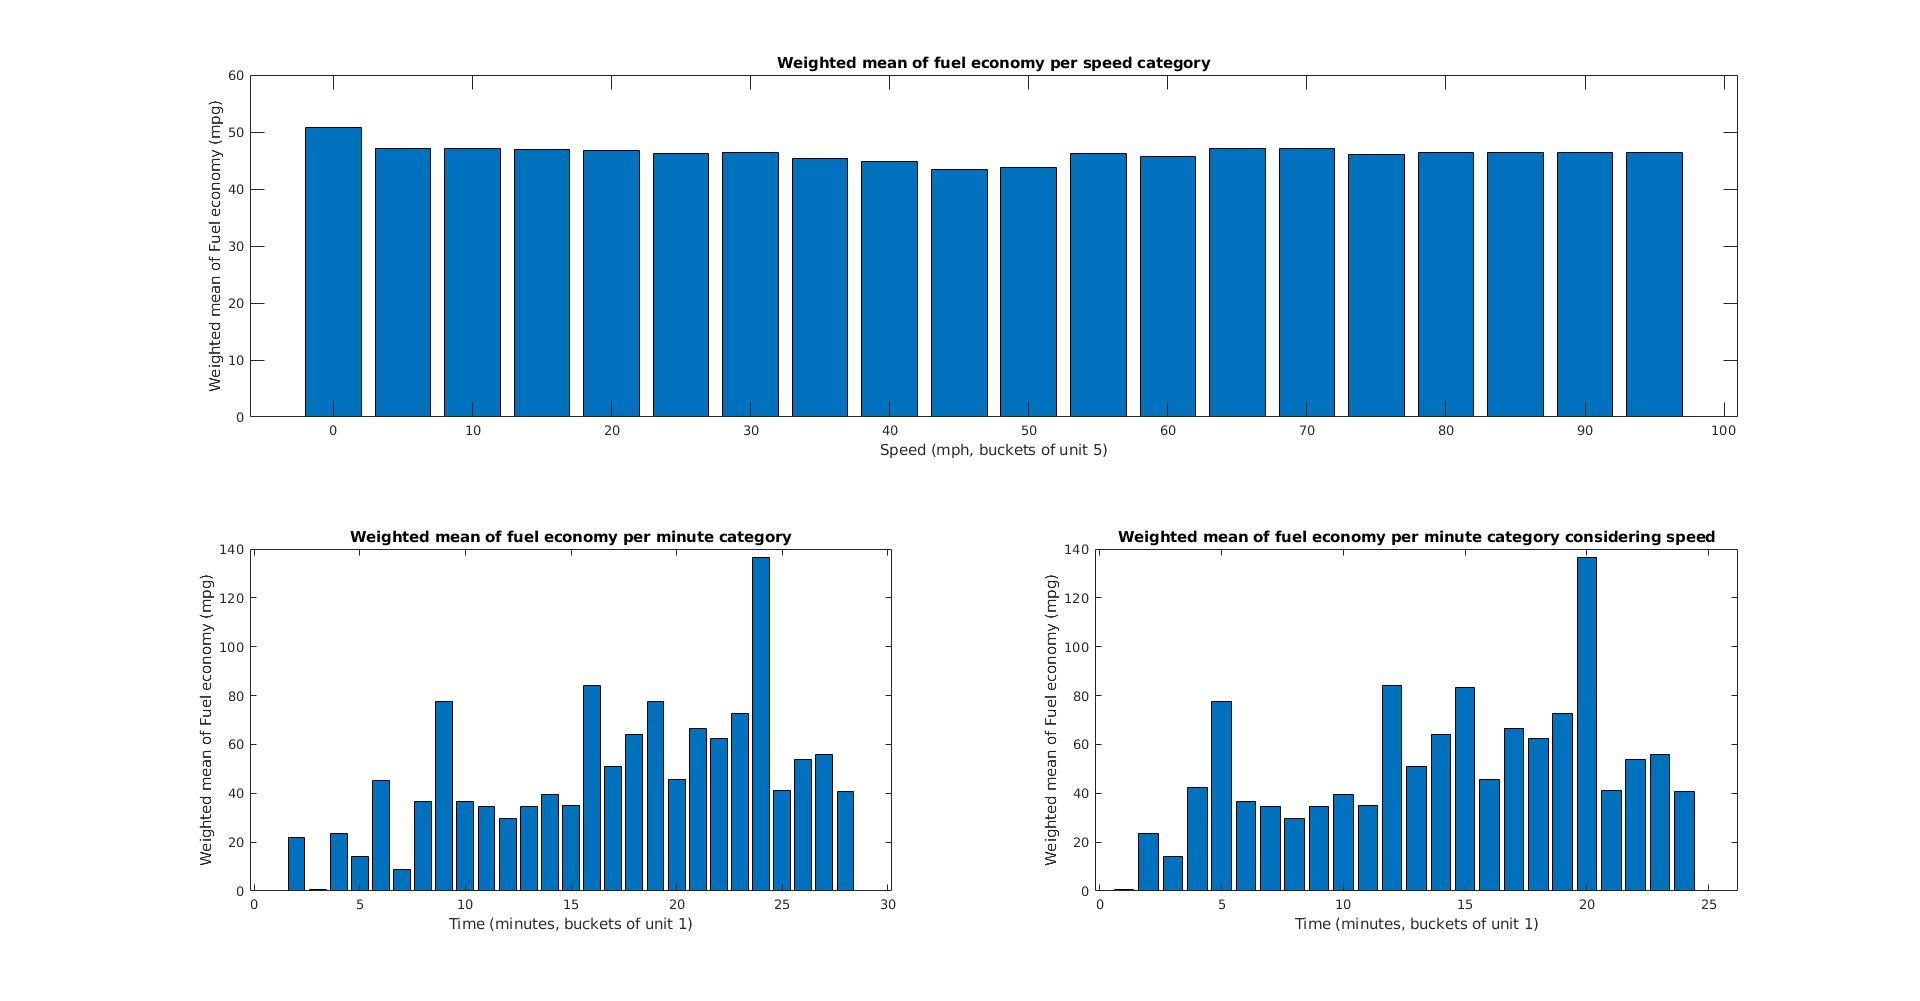 Weighted mean of fuel economy per speed category
Weighted mean of Fuel economy (mpg)
60
50
40
30
20
10
0
0 10 20 30 40 50 60 70 80 90 100
Speed (mph, buckets of unit 5)
Weighted mean of fuel economy per minute category
Weighted mean of Fuel economy (mpg)
140
120
100
80
60
40
20
0
0 5 10 15 20 25 30
Time (minutes, buckets of unit 1)
Weighted mean of fuel economy per minute category considering speed
Weighted mean of Fuel economy (mpg)
140
120
100
80
60
40
20
0
0 5 10 15 20 25
Time (minutes, buckets of unit 1)